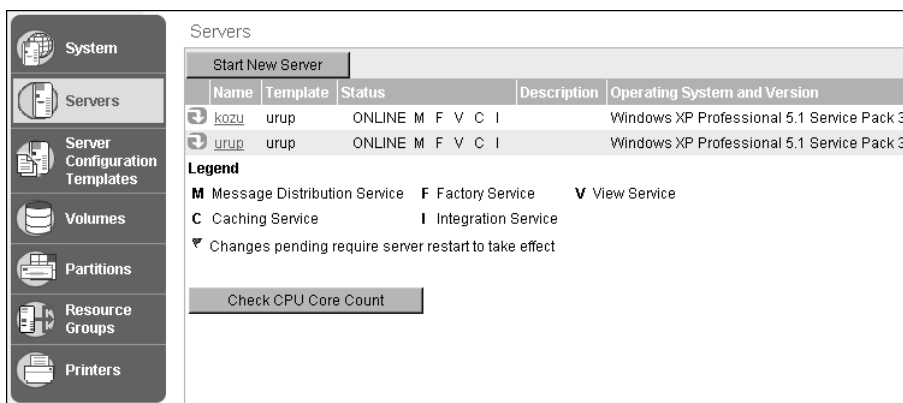 System
Servers
Server
Configuration
Templates
Volumes
Partitions
Resource
Groups
Printers
Servers
Start New Server
Name Template Status Description Operating System and Version
kozu urup ONLINE M F V C I Windows XP Professional 5.1 Service Pack 3
urup urup ONLINE M F V C I Windows XP Professional 5.1 Service Pack 3
Legend
M Message Distribution Service F Factory Service V View Service
C Caching Service I Integration Service
Changes pending require server restart to take effect
Check CPU Core Count